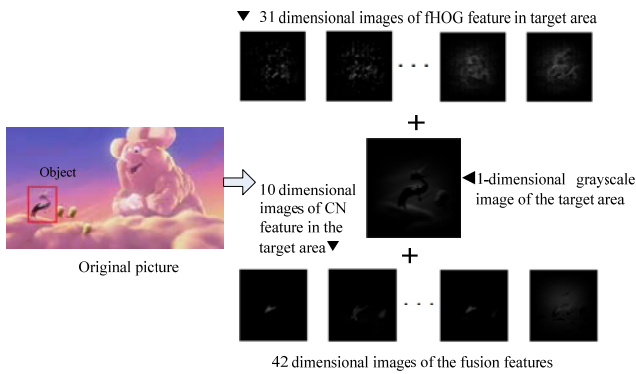 ▼ 31 dimensional images of fHOG feature in target area
+
Object
10 dimensional
images of CN
feature in the
target area▼
◀1-dimensional grayscale
image of the target area
+
Original picture
42 dimensional images of the fusion features